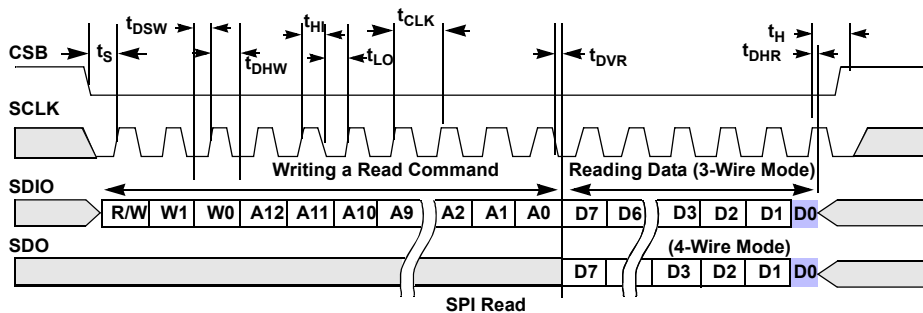 tDSW tHI tCLK tH
CSB tS tDHW tLO tDVR tDHR
SCLK
Writing a Read Command Reading Data (3-Wire Mode)
SDIO
R/W W1 W0 A12 A11 A10 A9 A2 A1 A0 D7 D6 D3 D2 D1 D0
SDO (4-Wire Mode)
D7 D3 D2 D1 D0
SPI Read